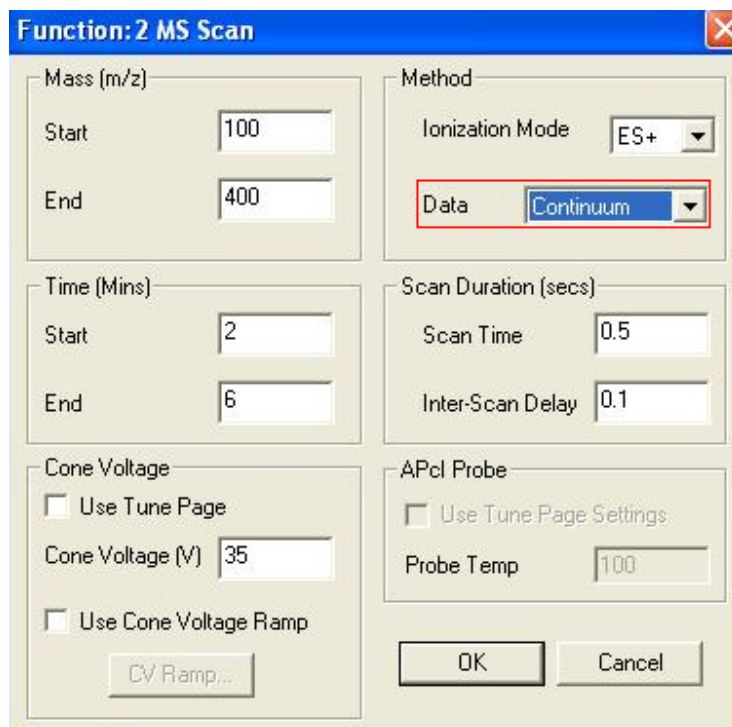 Function: 2 MS Scan
Mass (m/z)
Start 100
End 400
Method
Ionization Mode ES+
Data Continuum
Time (Mins)
Start 2
End 6
Scan Duration (secs)
Scan Time 0.5
Inter-Scan Delay 0.1
Cone Voltage
Use Tune Page
Cone Voltage (V) 35
Use Cone Voltage Ramp
CV Ramp...
APcI Probe
Use Tune Page Settings
Probe Temp 100
OK
Cancel